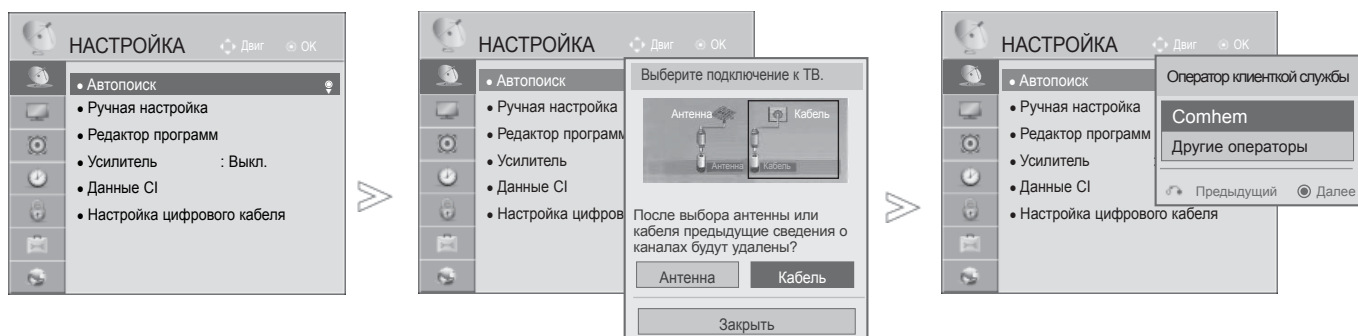 НАСТРОЙКА Двиг OK
• Автопоиск
• Ручная настройка
• Редактор программ
• Усилитель : Выкл.
• Данные CI
• Настройка цифрового кабеля
НАСТРОЙКА Двиг OK
• Автопоиск
• Ручная настройка
• Редактор программ
• Усилитель
• Данные CI
• Настройка цифров
Выберите подключение к ТВ.
Антенна Кабель
Антенна Кабель
После выбора антенны или
кабеля предыдущие сведения о
каналах будут удалены?
Антенна Кабель
Закрыть
НАСТРОЙКА Двиг OK
• Автопоиск
• Ручная настройка
• Редактор программ
• Усилитель :
• Данные CI
• Настройка цифрового кабеля
Оператор клиенткой службы
Comhem
Другие операторы
Предыдущий Далее